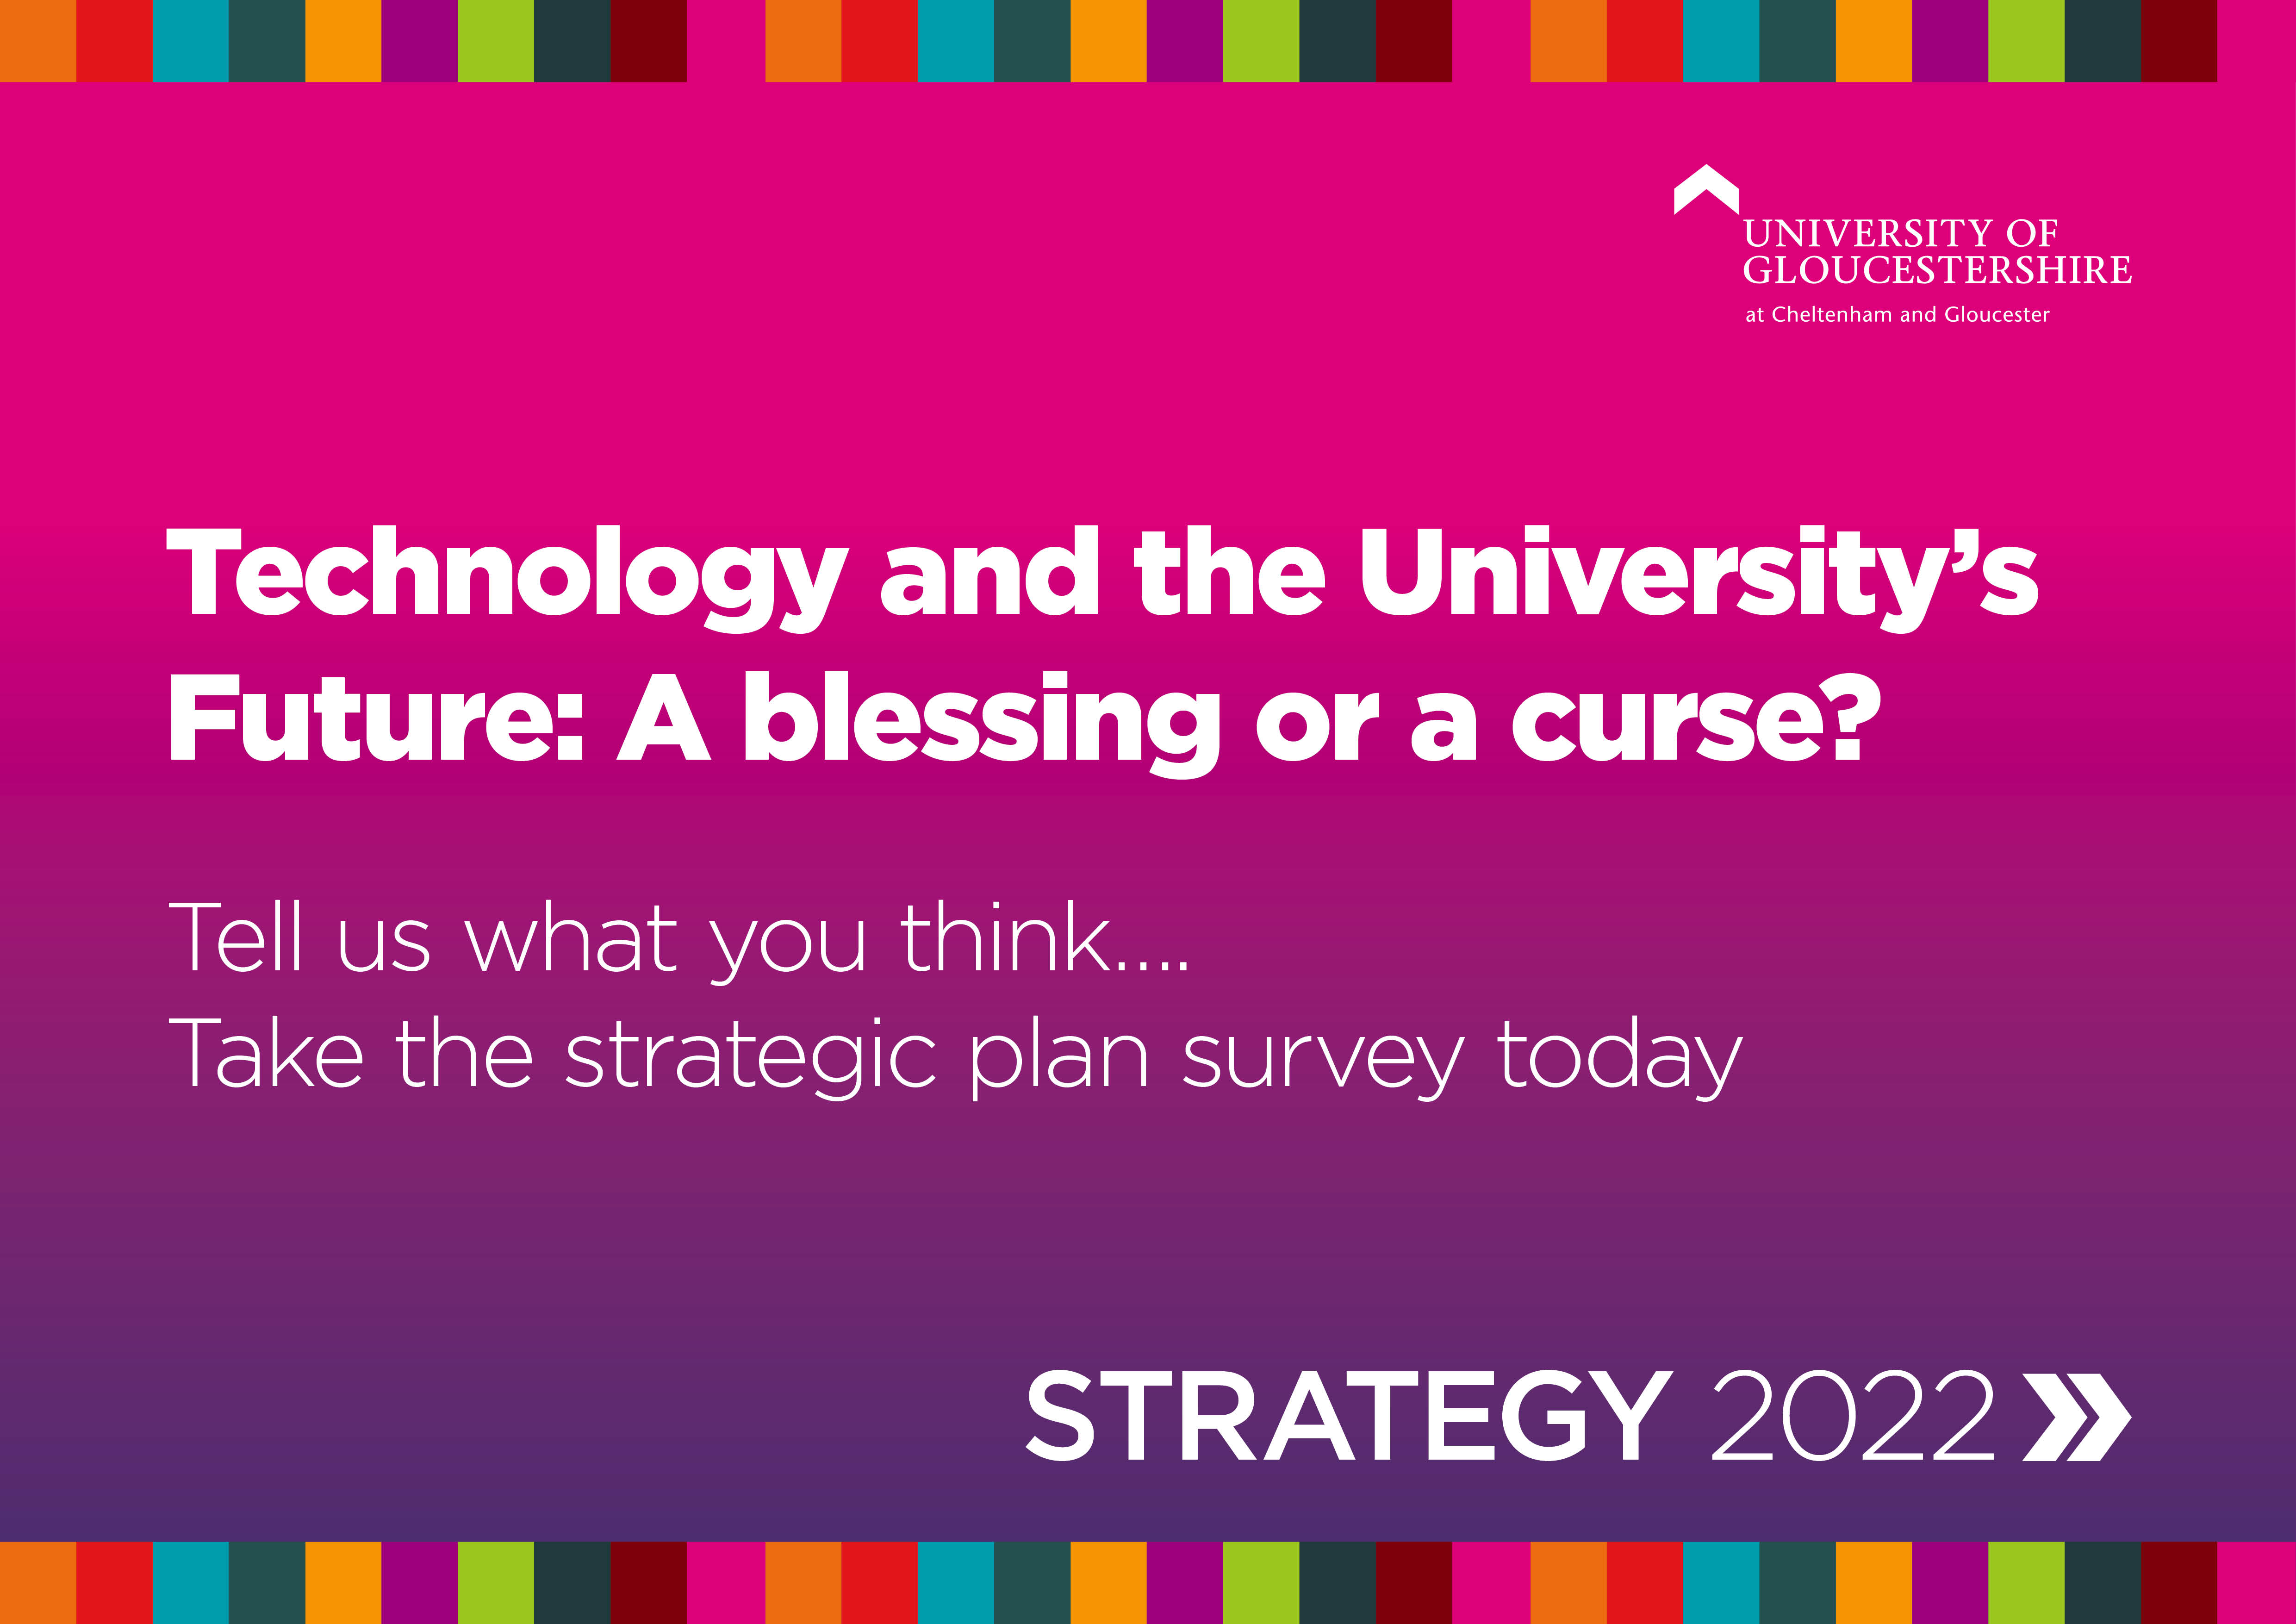 UNIVERSITY OF
GLOUCESTERSHIRE
at Cheltenham and Gloucester
Technology and the University’s
Future: A blessing or a curse?
Tell us what you think....
Take the strategic plan survey today
STRATEGY 2022